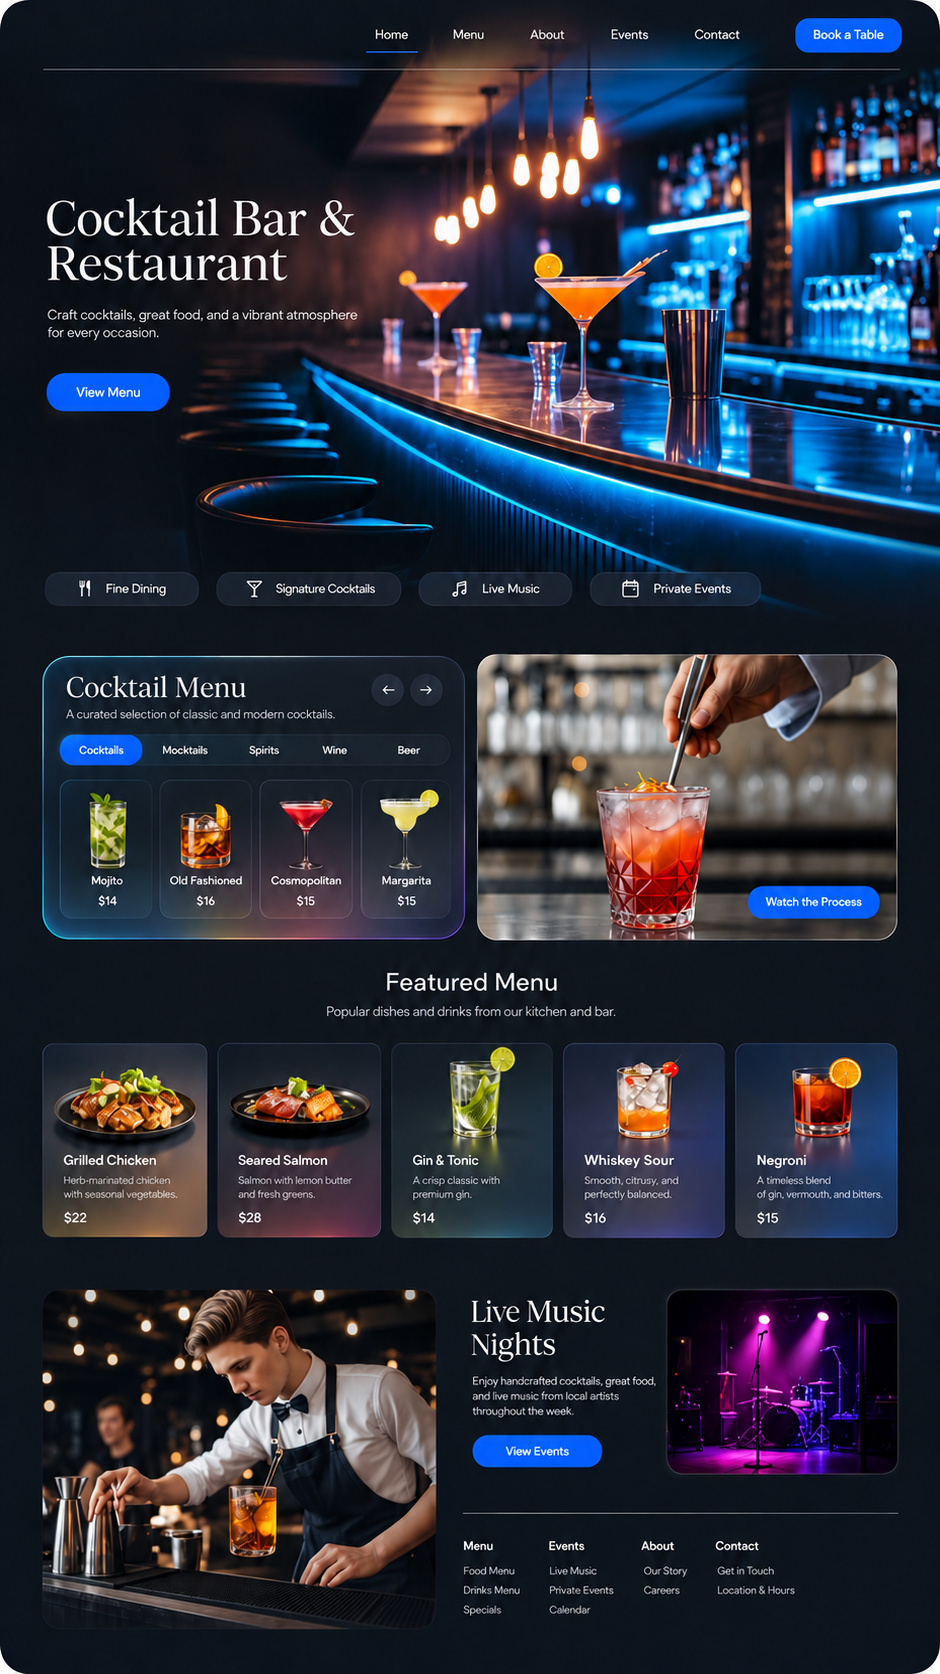 Home Menu About Events Contact Book a Table
Cocktail Bar &
Restaurant
Craft cocktails, great food, and a vibrant atmosphere
for every occasion.
View Menu
Fine Dining
Signature Cocktails
Live Music
Private Events
Cocktail Menu
A curated selection of classic and modern cocktails.
Cocktails Mocktails Spirits Wine Beer
Mojito
$14
Old Fashioned
$16
Cosmopolitan
$15
Margarita
$15
Watch the Process
Featured Menu
Popular dishes and drinks from our kitchen and bar.
Grilled Chicken
Herb-marinated chicken
with seasonal vegetables.
$22
Seared Salmon
Salmon with lemon butter
and fresh greens.
$28
Gin & Tonic
A crisp classic with
premium gin.
$14
Whiskey Sour
Smooth, citrusy, and
perfectly balanced.
$16
Negroni
A timeless blend
of gin, vermouth, and bitters.
$15
Live Music
Nights
Enjoy handcrafted cocktails, great food,
and live music from local artists
throughout the week.
View Events
Menu
Food Menu
Drinks Menu
Specials
Events
Live Music
Private Events
Calendar
About
Our Story
Careers
Contact
Get in Touch
Location & Hours